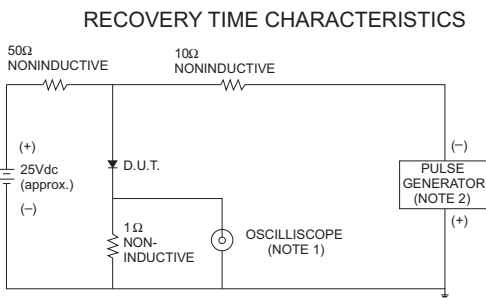 RECOVERY TIME CHARACTERISTICS
50Ω
NONINDUCTIVE
10Ω
NONINDUCTIVE
(+)
25Vdc
(approx.)
(–)
D.U.T.
1Ω
NON-
INDUCTIVE
OSCILLISCOPE
(NOTE 1)
(–)
PULSE
GENERATOR
(NOTE 2)
(+)